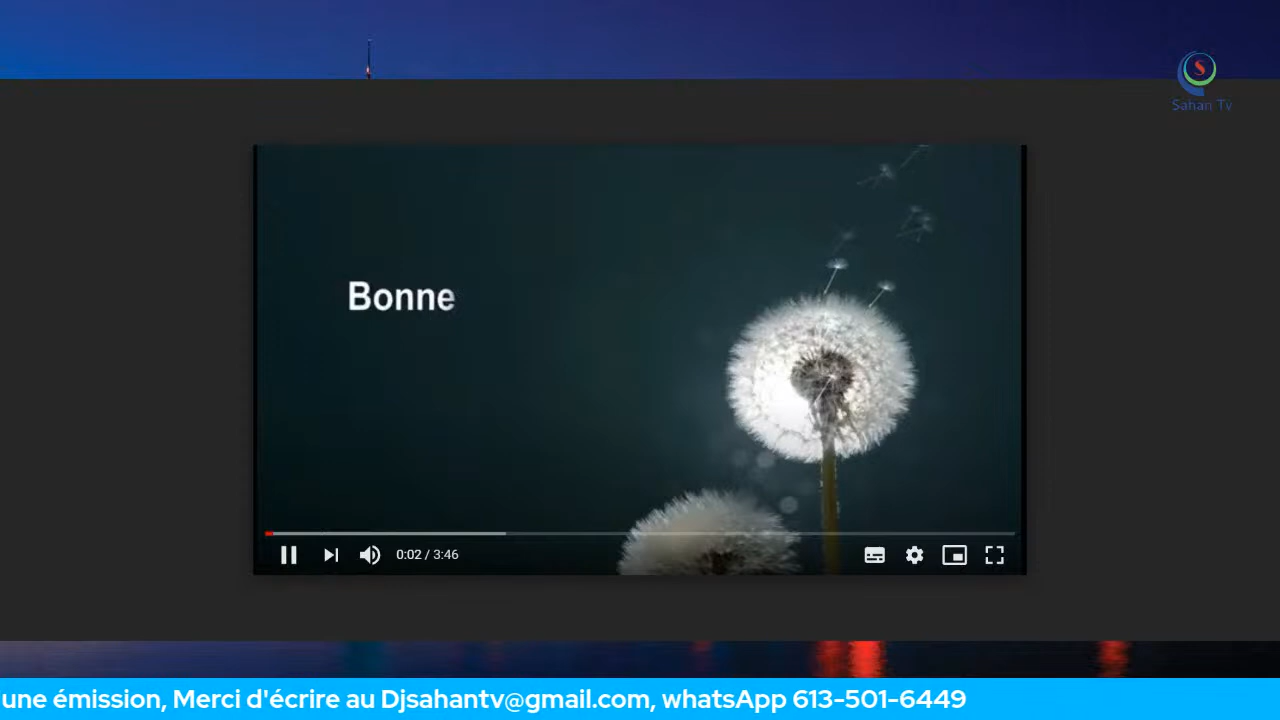 S
Sahan Tv
Bonne
0:02 / 3:46
une émission, Merci d'écrire au Djsahantv@gmail.com, whatsApp 613-501-6449